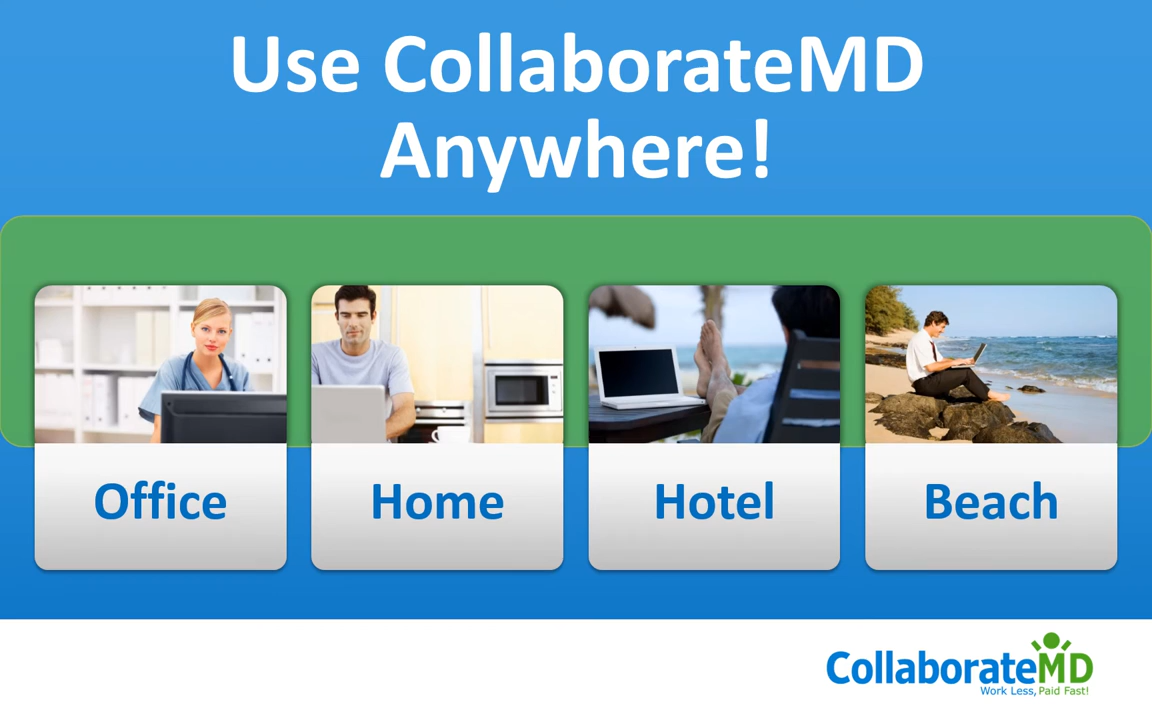 Use CollaborateMD
Anywhere!
Office
Home
Hotel
Beach
CollaborateMD
Work Less, Paid Fast!